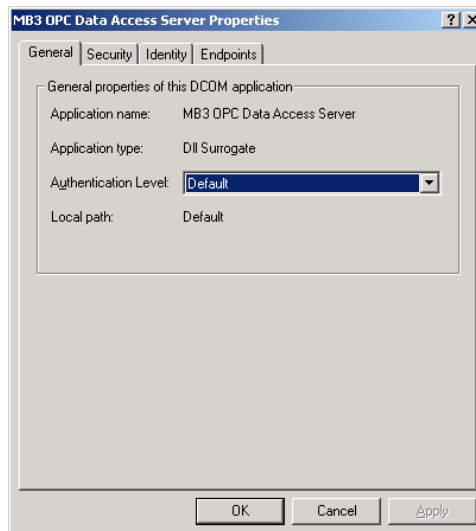 MB3 OPC Data Access Server Properties ? X
General Security Identity Endpoints
General properties of this DCOM application
Application name: MB3 OPC Data Access Server
Application type: Dll Surrogate
Authentication Level: Default
Local path: Default
OK Cancel Apply